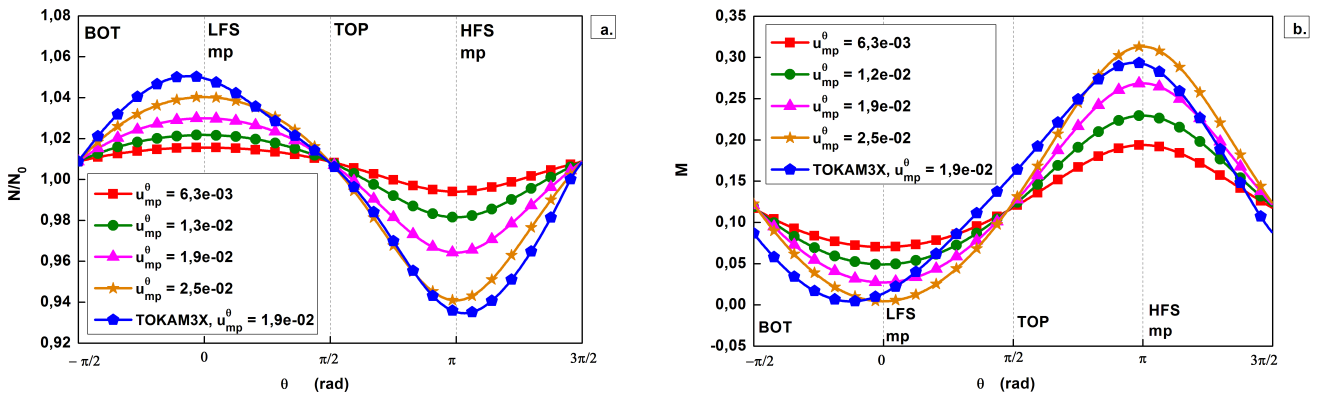 a.
1,08
1,06
1,04
1,02
1,00
0,98
0,96
0,94
0,92
N/N0
BOT
LFS
mp
TOP
HFS
mp
uθmp = 6,3e-03
uθmp = 1,3e-02
uθmp = 1,9e-02
uθmp = 2,5e-02
TOKAM3X, uθmp = 1,9e-02
− π/2
0
π/2
π
3π/2
θ (rad)
b.
0,35
0,30
0,25
0,20
0,15
0,10
0,05
0,00
-0,05
M
uθmp = 6,3e-03
uθmp = 1,2e-02
uθmp = 1,9e-02
uθmp = 2,5e-02
TOKAM3X, uθmp = 1,9e-02
BOT
LFS
mp
TOP
HFS
mp
−π/2
0
π/2
π
3π/2
θ (rad)